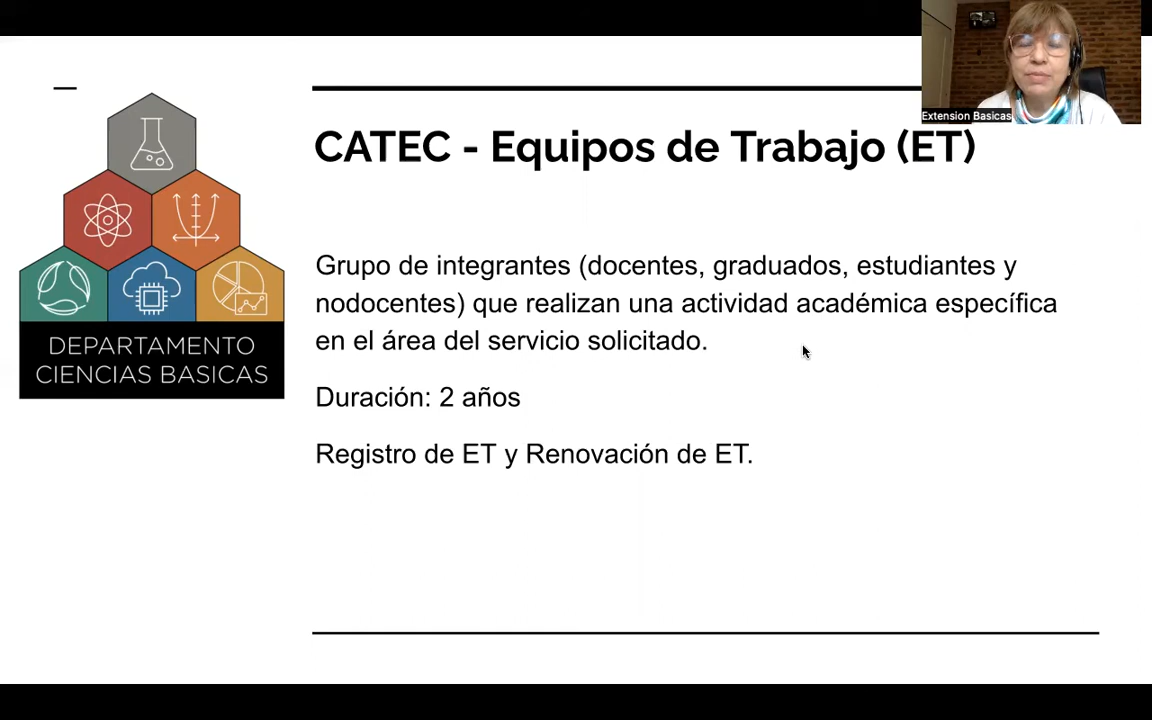 Extension Basicas
CATEC - Equipos de Trabajo (ET)
DEPARTAMENTO
CIENCIAS BASICAS
Grupo de integrantes (docentes, graduados, estudiantes y
nodocentes) que realizan una actividad académica específica
en el área del servicio solicitado.
Duración: 2 años
Registro de ET y Renovación de ET.